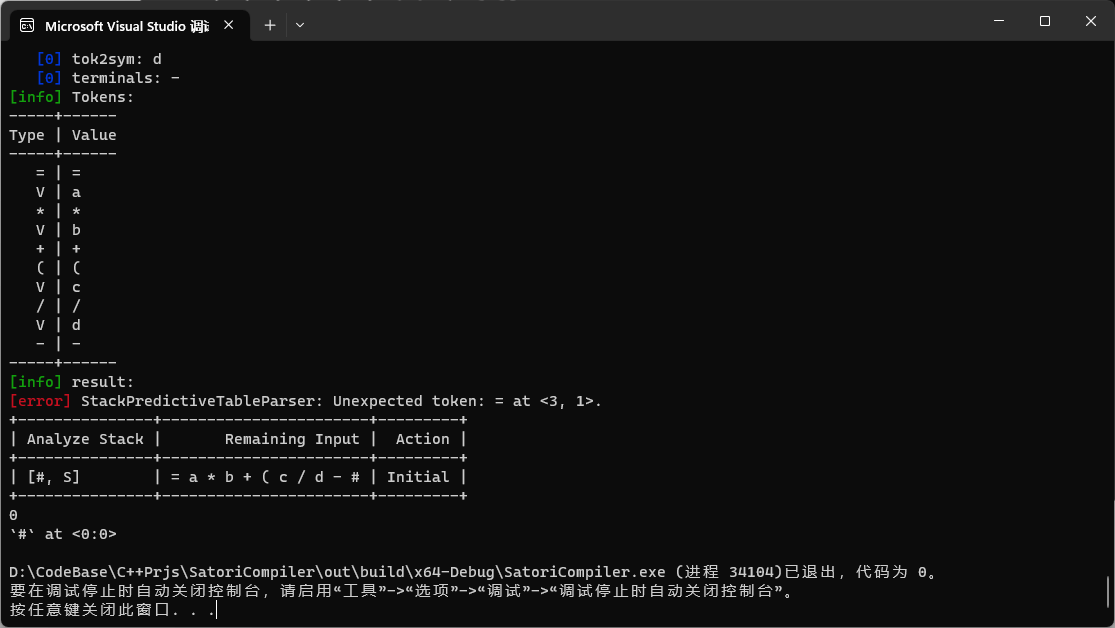 Microsoft Visual Studio 调试
[0] tok2sym: d
[0] terminals: -
[info] Tokens:
-----+------
Type | Value
-----+------
= | =
V | a
* | *
V | b
+ | +
( | (
V | c
/ | /
V | d
- | -
-----+------
[info] result:
[error] StackPredictiveTableParser: Unexpected token: = at <3, 1>.
+---------------+-----------------------+---------+
| Analyze Stack |       Remaining Input |  Action |
+---------------+-----------------------+---------+
| [#, S]        | = a * b + ( c / d - # | Initial |
+---------------+-----------------------+---------+
0
`#` at <0:0>
D:\CodeBase\C++Prjs\SatoriCompiler\out\build\x64-Debug\SatoriCompiler.exe (进程 34104)已退出，代码为 0。
要在调试停止时自动关闭控制台，请启用“工具”->“选项”->“调试”->“调试停止时自动关闭控制台”。
按任意键关闭此窗口. . .